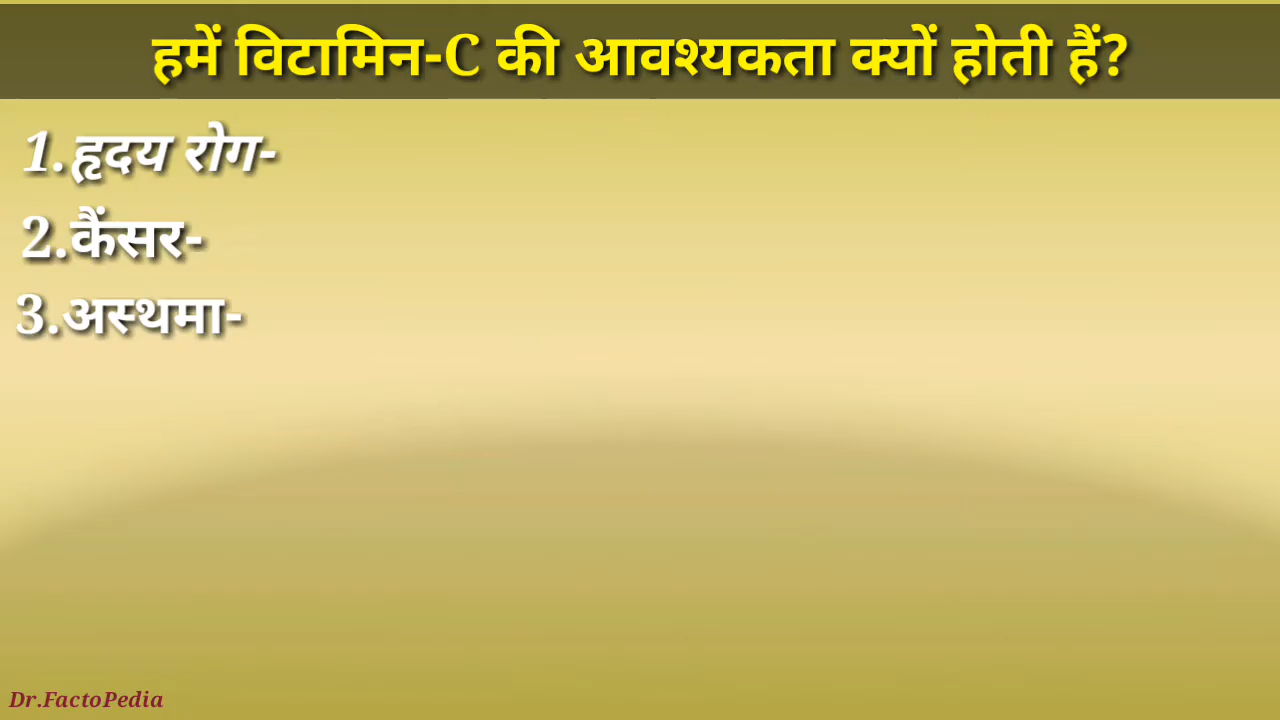 हमें विटामिन-C की आवश्यकता क्यों होती हैं?
1.हृदय रोग-
2.कैंसर-
3.अस्थमा-
Dr.FactoPedia